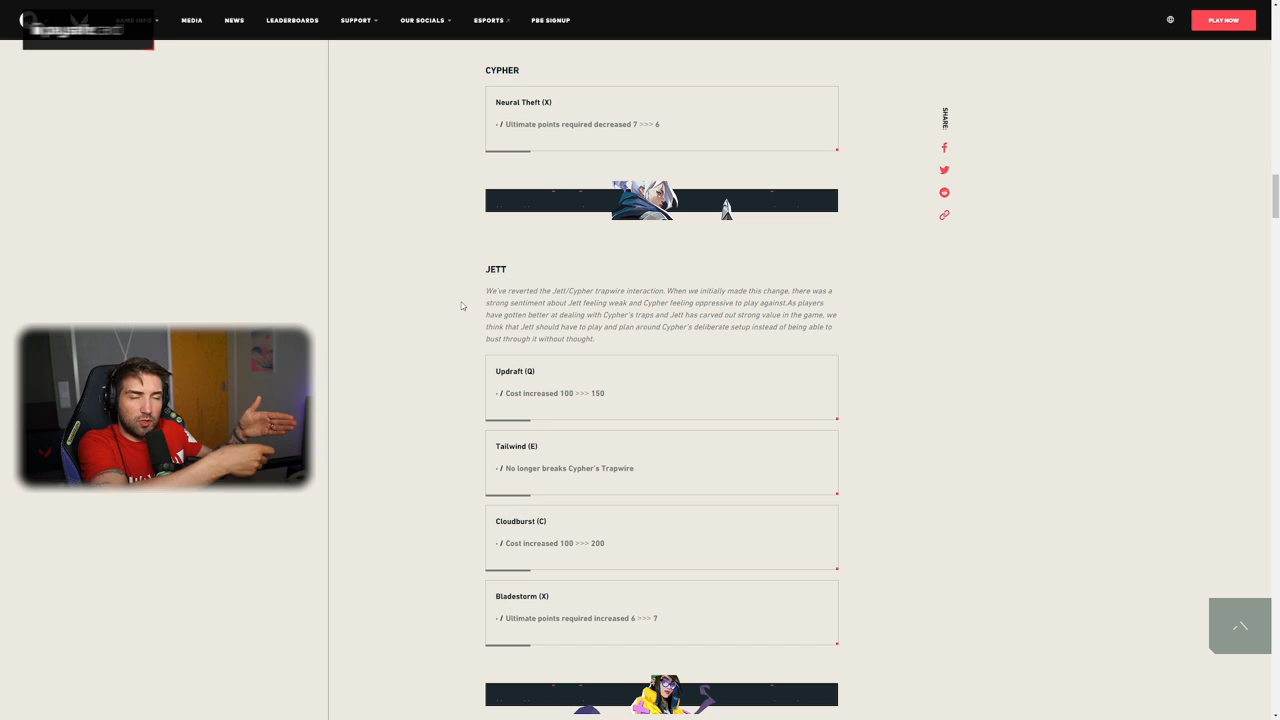 GAME INFO
MEDIA
NEWS
LEADERBOARDS
SUPPORT
OUR SOCIALS
ESPORTS
PBE SIGNUP
PLAY NOW
CYPHER
Neural Theft (X)
- / Ultimate points required decreased 7 >>> 6
SHARE:
JETT
We've reverted the Jett/Cypher trapwire interaction. When we initially made this change, there was a
strong sentiment about Jett feeling weak and Cypher feeling oppressive to play against.As players
have gotten better at dealing with Cypher's traps and Jett has carved out strong value in the game, we
think that Jett should have to play and plan around Cypher's deliberate setup instead of being able to
bust through it without thought.
Updraft (Q)
- / Cost increased 100 >>> 150
Tailwind (E)
- / No longer breaks Cypher's Trapwire
Cloudburst (C)
- / Cost increased 100 >>> 200
Bladestorm (X)
- / Ultimate points required increased 6 >>> 7